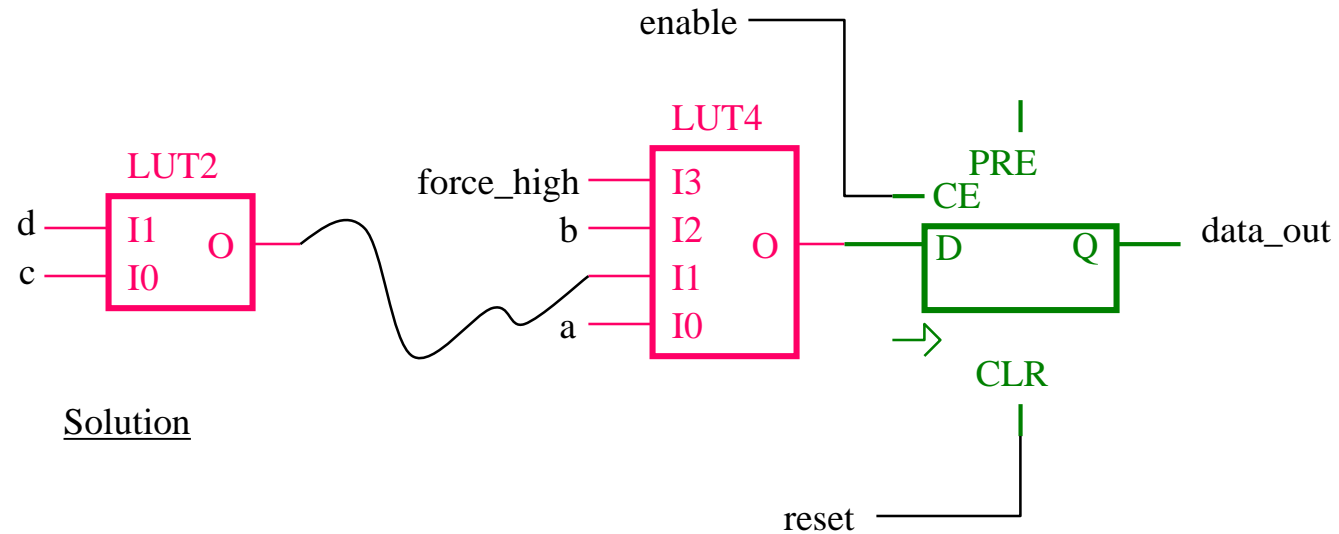 enable
LUT4
PRE
LUT2
force_high I3 CE
d I1 b I2 data_out
O O D Q
c I0 I1
a I0
CLR
Solution
reset